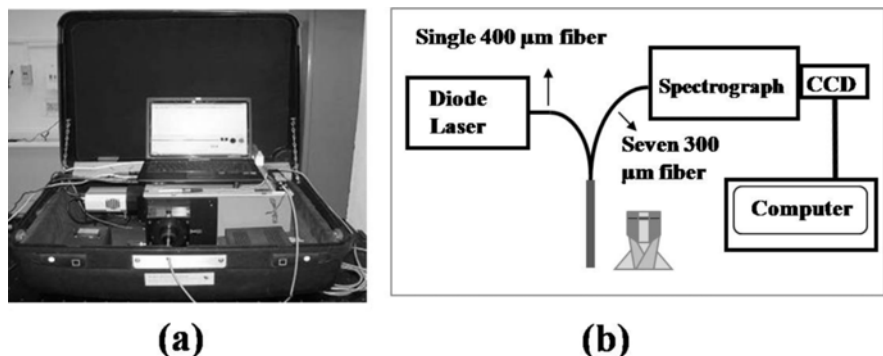 Single 400 µm fiber
Diode
Laser
Spectrograph
CCD
Seven 300
µm fiber
Computer
(a)
(b)